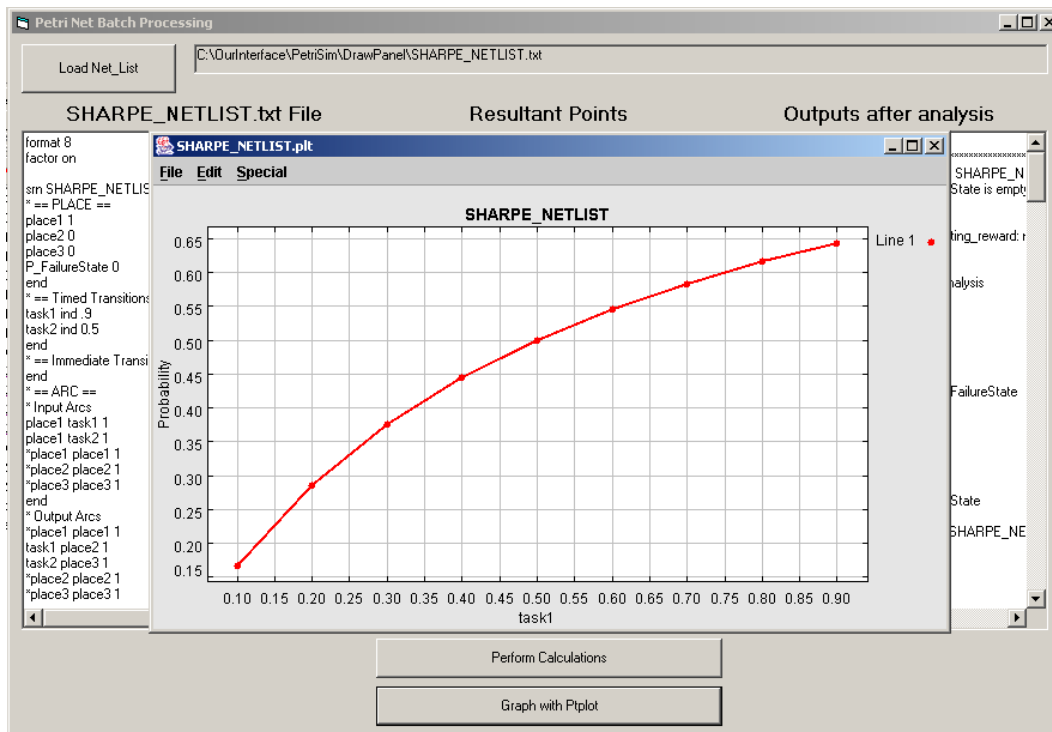 Petri Net Batch Processing
Load Net_List
C:\OurInterface\PetriSim\DrawPanel\SHARPE_NETLIST.txt
SHARPE_NETLIST.txt File
Resultant Points
Outputs after analysis
format 8
factor on
srn SHARPE_NETLIS
* == PLACE ==
place1 1
place2 0
place3 0
P_FailureState 0
end
* == Timed Transitions
task1 ind .9
task2 ind 0.5
end
* == Immediate Transi
end
* == ARC ==
* Input Arcs
place1 task1 1
place1 task2 1
*place1 place1 1
*place2 place2 1
*place3 place3 1
end
* Output Arcs
*place1 place1 1
task1 place2 1
task2 place3 1
*place2 place2 1
*place3 place3 1
SHARPE_NETLIST.plt
File Edit Special
SHARPE_NETLIST
Line 1
Probability
0.65
0.60
0.55
0.50
0.45
0.40
0.35
0.30
0.25
0.20
0.15
0.10 0.15 0.20 0.25 0.30 0.35 0.40 0.45 0.50 0.55 0.60 0.65 0.70 0.75 0.80 0.85 0.90
task1
SHARPE_N
State is empty
ting_reward: r
nalysis
FailureState
State
SHARPE_NE
Perform Calculations
Graph with Ptplot